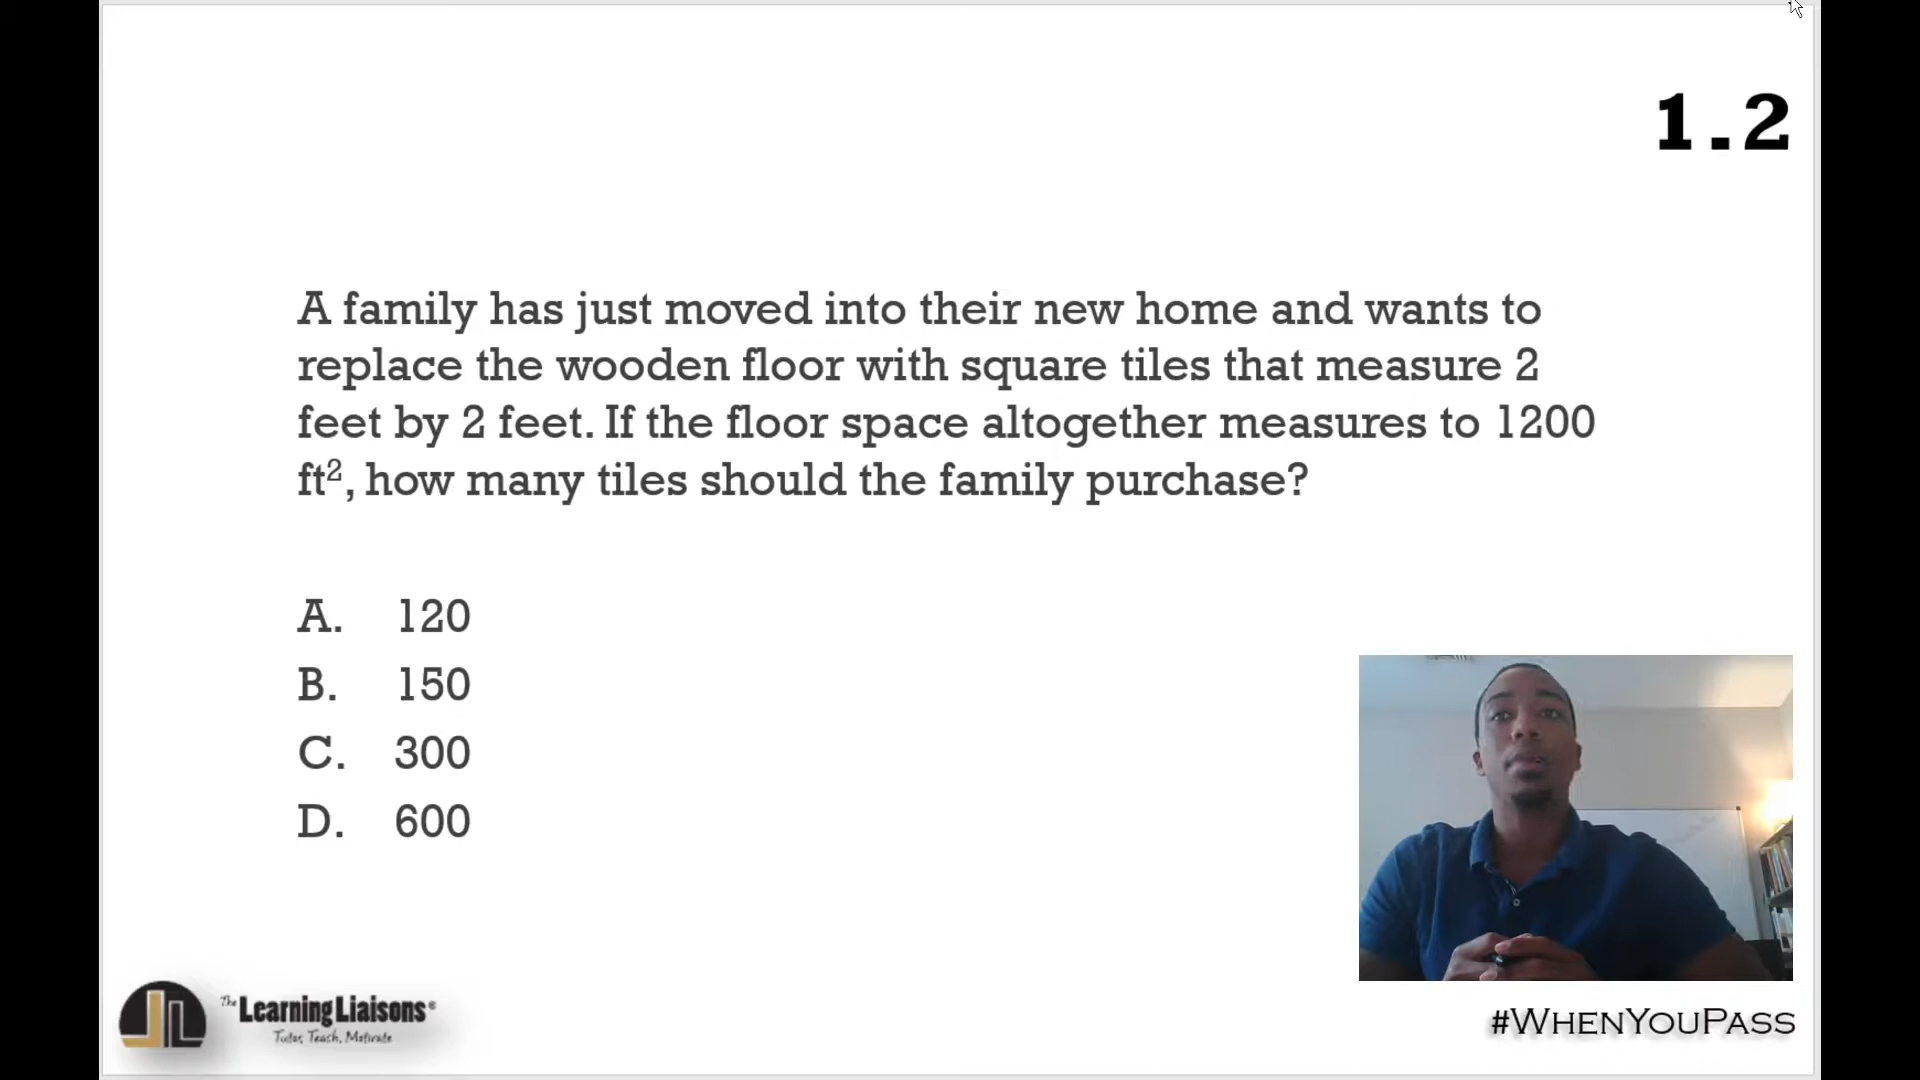 1.2
A family has just moved into their new home and wants to
replace the wooden floor with square tiles that measure 2
feet by 2 feet. If the floor space altogether measures to 1200
ft², how many tiles should the family purchase?
A. 120
B. 150
C. 300
D. 600
The Learning Liaisons®
Tutor, Teach, Motivate
#WHENYOUPASS